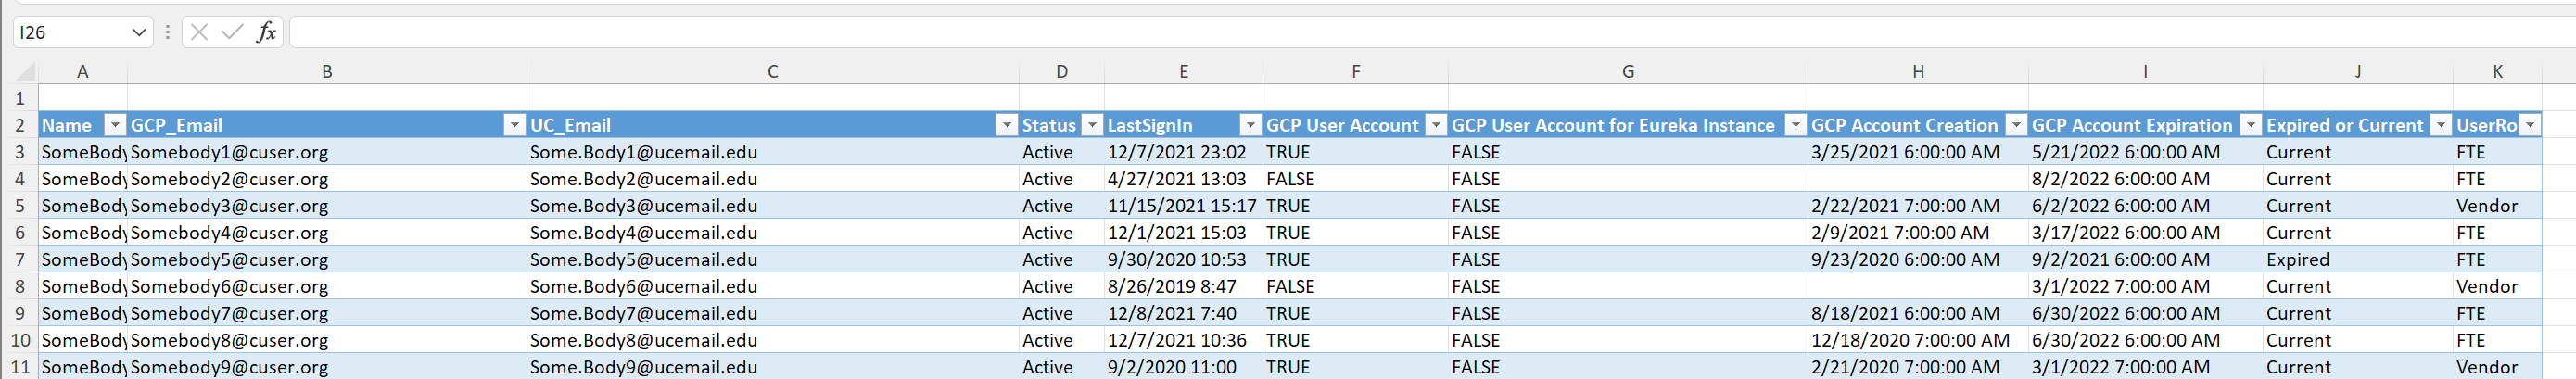 I26 fx
A B C D E F G H I J K
1
2 Name GCP_Email UC_Email Status LastSignIn GCP User Account GCP User Account for Eureka Instance GCP Account Creation GCP Account Expiration Expired or Current UserRo
3 SomeBody Somebody1@cuser.org Some.Body1@ucemail.edu Active 12/7/2021 23:02 TRUE FALSE 3/25/2021 6:00:00 AM 5/21/2022 6:00:00 AM Current FTE
4 SomeBody Somebody2@cuser.org Some.Body2@ucemail.edu Active 4/27/2021 13:03 FALSE FALSE 8/2/2022 6:00:00 AM Current FTE
5 SomeBody Somebody3@cuser.org Some.Body3@ucemail.edu Active 11/15/2021 15:17 TRUE FALSE 2/22/2021 7:00:00 AM 6/2/2022 6:00:00 AM Current Vendor
6 SomeBody Somebody4@cuser.org Some.Body4@ucemail.edu Active 12/1/2021 15:03 TRUE FALSE 2/9/2021 7:00:00 AM 3/17/2022 6:00:00 AM Current FTE
7 SomeBody Somebody5@cuser.org Some.Body5@ucemail.edu Active 9/30/2020 10:53 TRUE FALSE 9/23/2020 6:00:00 AM 9/2/2021 6:00:00 AM Expired FTE
8 SomeBody Somebody6@cuser.org Some.Body6@ucemail.edu Active 8/26/2019 8:47 FALSE FALSE 3/1/2022 7:00:00 AM Current Vendor
9 SomeBody Somebody7@cuser.org Some.Body7@ucemail.edu Active 12/8/2021 7:40 TRUE FALSE 8/18/2021 6:00:00 AM 6/30/2022 6:00:00 AM Current FTE
10 SomeBody Somebody8@cuser.org Some.Body8@ucemail.edu Active 12/7/2021 10:36 TRUE FALSE 12/18/2020 7:00:00 AM 6/30/2022 6:00:00 AM Current FTE
11 SomeBody Somebody9@cuser.org Some.Body9@ucemail.edu Active 9/2/2020 11:00 TRUE FALSE 2/21/2020 7:00:00 AM 3/1/2022 7:00:00 AM Current Vendor